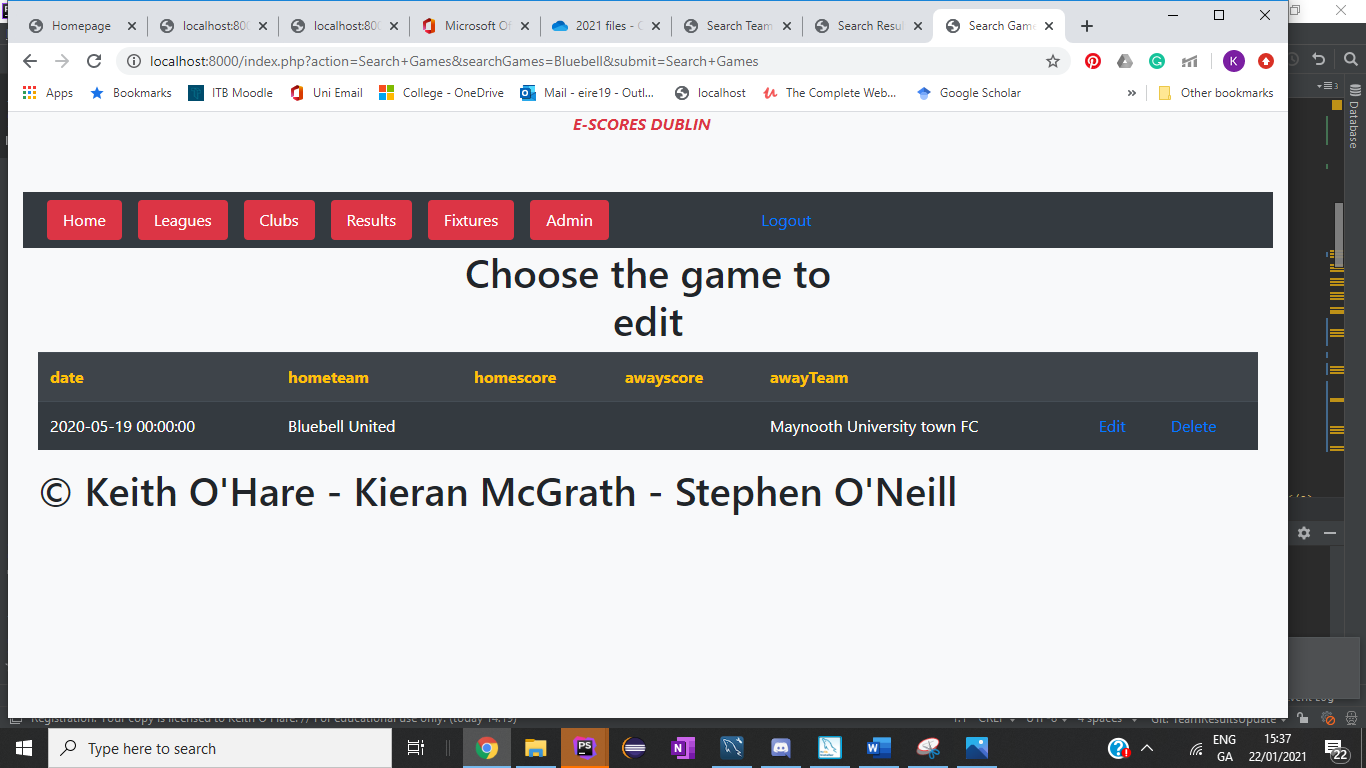 Homepage
localhost:800
localhost:800
Microsoft Of
2021 files - O
Search Team
Search Resul
Search Game
localhost:8000/index.php?action=Search+Games&searchGames=Bluebell&submit=Search+Games
K
Apps
Bookmarks
ITB Moodle
Uni Email
College - OneDrive
Mail - eire19 - Outl...
localhost
The Complete Web...
Google Scholar
»
Other bookmarks
E-SCORES DUBLIN
Home
Leagues
Clubs
Results
Fixtures
Admin
Logout
Choose the game to
edit
date hometeam homescore awayscore awayTeam
2020-05-19 00:00:00 Bluebell United Maynooth University town FC Edit Delete
© Keith O'Hare - Kieran McGrath - Stephen O'Neill
3
Database
Registration: Your copy is licensed to Keith O'Hare. // For educational use only. (today 14:19)
1:1 CRLF UTF-8 4 spaces Git: TeamResultsUpdate
Type here to search
PS
N
W
ENG
GA
15:37
22/01/2021
22